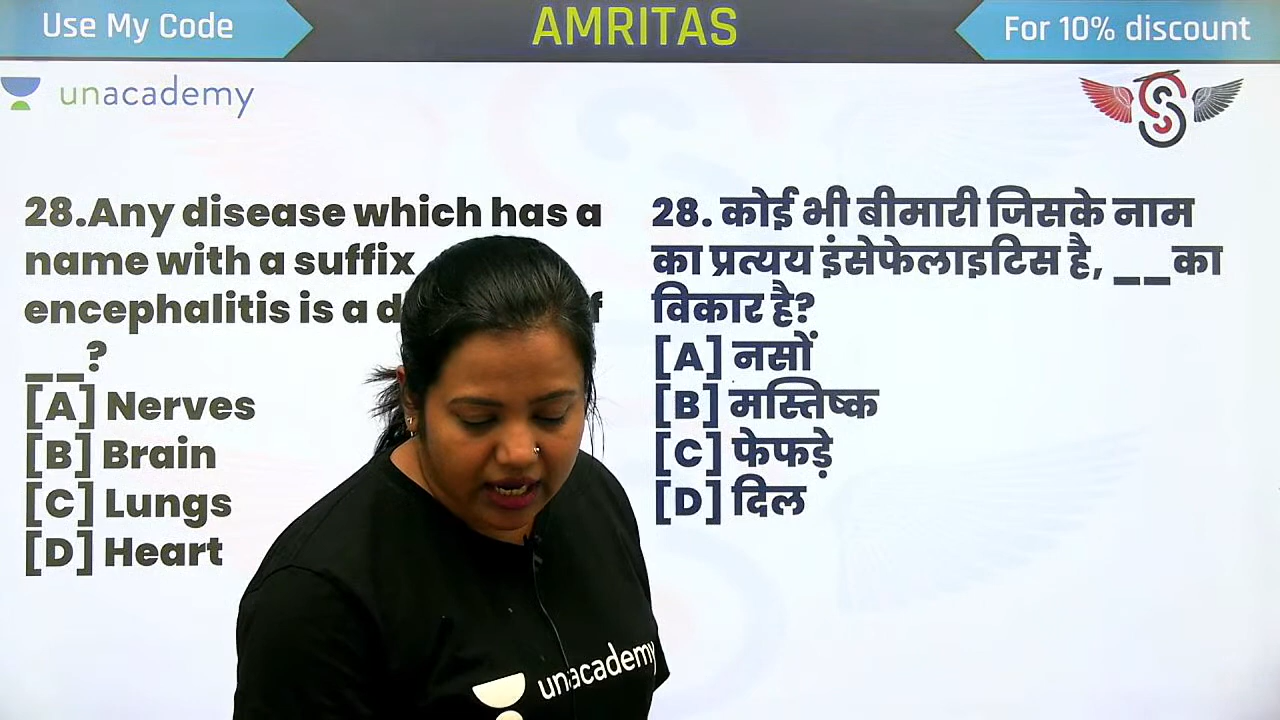 Use My Code
AMRITAS
For 10% discount
unacademy
28.Any disease which has a
name with a suffix
encephalitis is a
__?
[A] Nerves
[B] Brain
[C] Lungs
[D] Heart
28. कोई भी बीमारी जिसके नाम
का प्रत्यय इंसेफेलाइटिस है, __का
विकार है?
[A] नसों
[B] मस्तिष्क
[C] फेफड़े
[D] दिल
unacademy